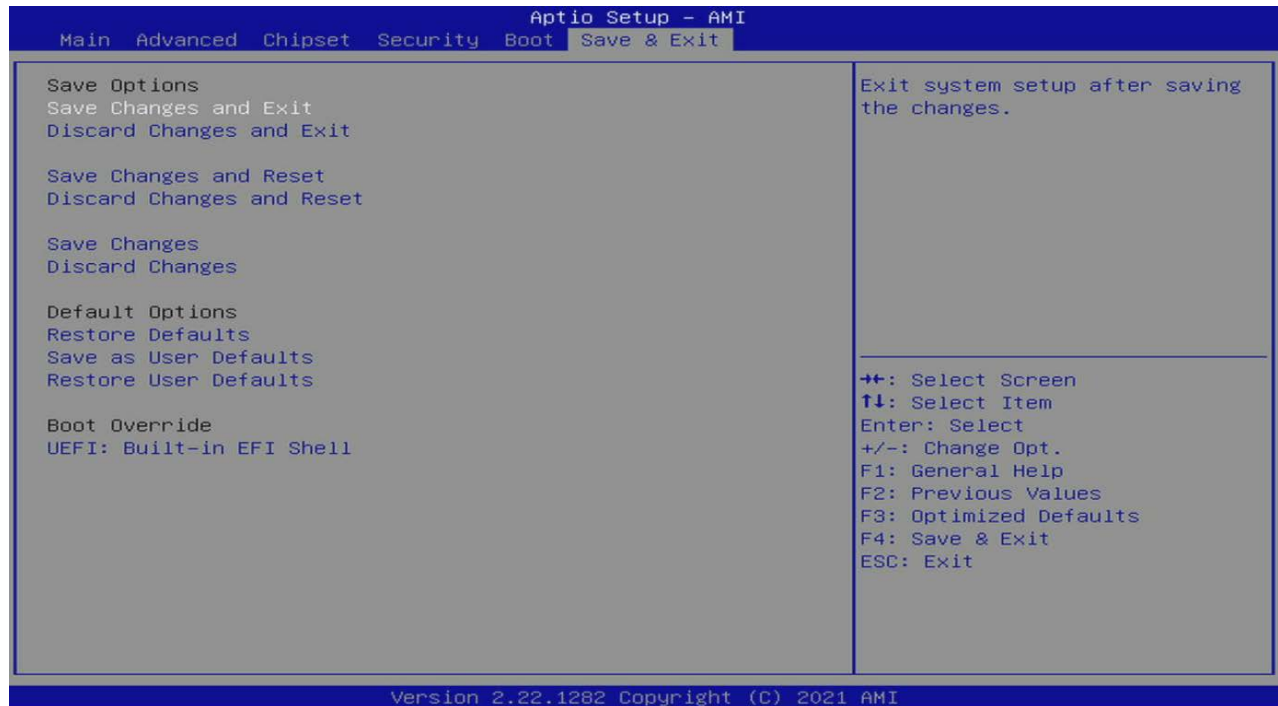 Aptio Setup – AMI
Main Advanced Chipset Security Boot Save & Exit
Save Options
Save Changes and Exit
Discard Changes and Exit
Save Changes and Reset
Discard Changes and Reset
Save Changes
Discard Changes
Default Options
Restore Defaults
Save as User Defaults
Restore User Defaults
Boot Override
UEFI: Built-in EFI Shell
Exit system setup after saving
the changes.
→←: Select Screen
↑↓: Select Item
Enter: Select
+/-: Change Opt.
F1: General Help
F2: Previous Values
F3: Optimized Defaults
F4: Save & Exit
ESC: Exit
Version 2.22.1282 Copyright (C) 2021 AMI